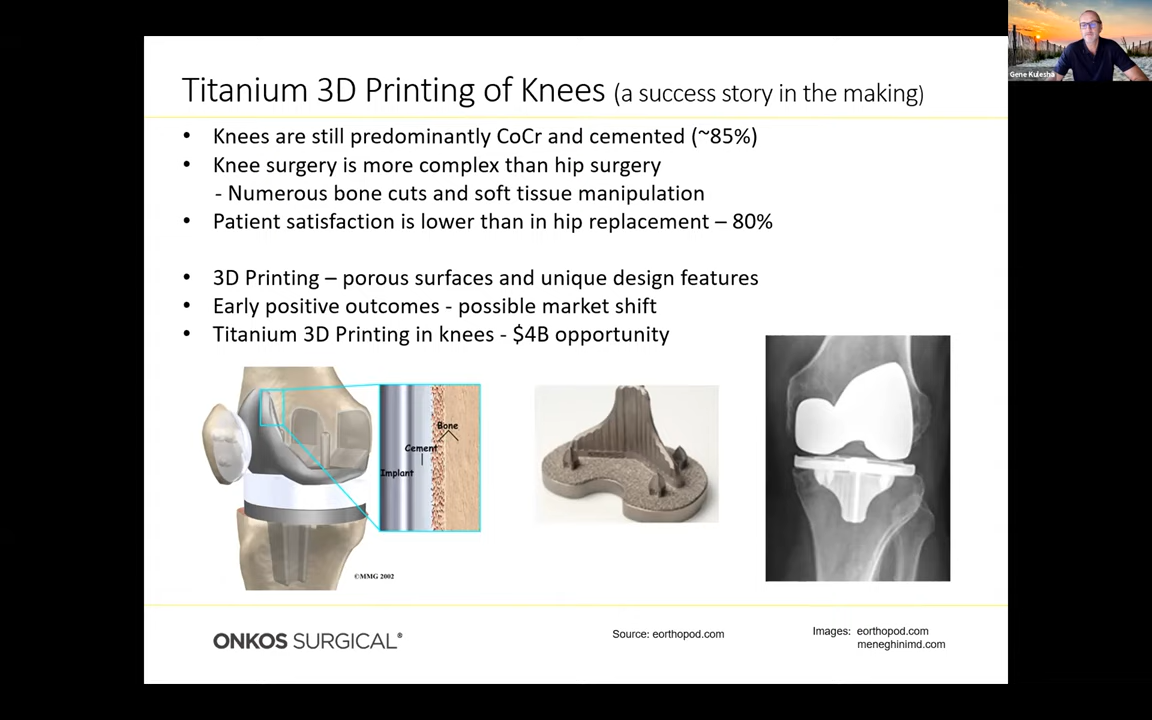 Gene Kulesha
Titanium 3D Printing of Knees (a success story in the making)
• Knees are still predominantly CoCr and cemented (~85%)
• Knee surgery is more complex than hip surgery
- Numerous bone cuts and soft tissue manipulation
• Patient satisfaction is lower than in hip replacement – 80%
• 3D Printing – porous surfaces and unique design features
• Early positive outcomes - possible market shift
• Titanium 3D Printing in knees - $4B opportunity
Bone
Cement
Implant
©MMG 2002
ONKOS SURGICAL®
Source: eorthopod.com
Images: eorthopod.com
meneghinimd.com